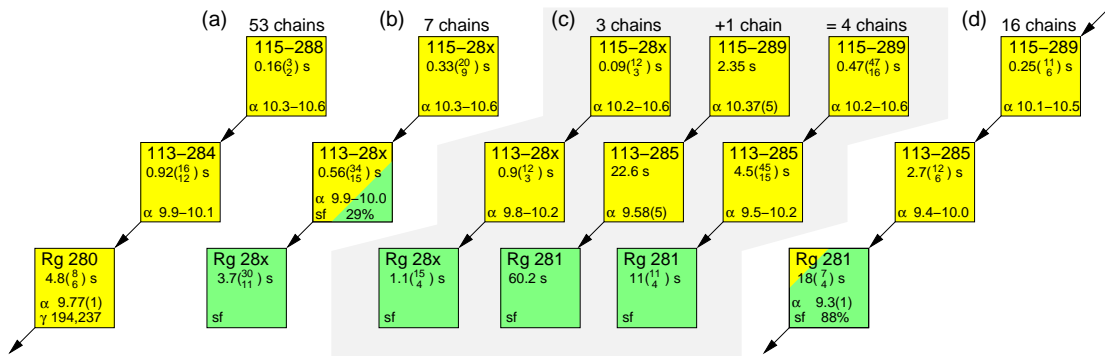 (a) 53 chains (b) 7 chains (c) 3 chains +1 chain = 4 chains (d) 16 chains
115−288
0.16(3/2) s
α 10.3−10.6
115−28x
0.33(20/9) s
α 10.3−10.6
115−28x
0.09(12/3) s
α 10.2−10.6
115−289
2.35 s
α 10.37(5)
115−289
0.47(47/16) s
α 10.2−10.6
115−289
0.25(11/6) s
α 10.1−10.5
113−284
0.92(16/12) s
α 9.9−10.1
113−28x
0.56(34/15) s
α 9.9−10.0
sf 29%
113−28x
0.9(12/3) s
α 9.8−10.2
113−285
22.6 s
α 9.58(5)
113−285
4.5(45/15) s
α 9.5−10.2
113−285
2.7(12/6) s
α 9.4−10.0
Rg 280
4.8(8/6) s
α 9.77(1)
γ 194,237
Rg 28x
3.7(30/11) s
sf
Rg 28x
1.1(15/4) s
sf
Rg 281
60.2 s
sf
Rg 281
11(11/4) s
sf
Rg 281
18(7/4) s
α 9.3(1)
sf 88%